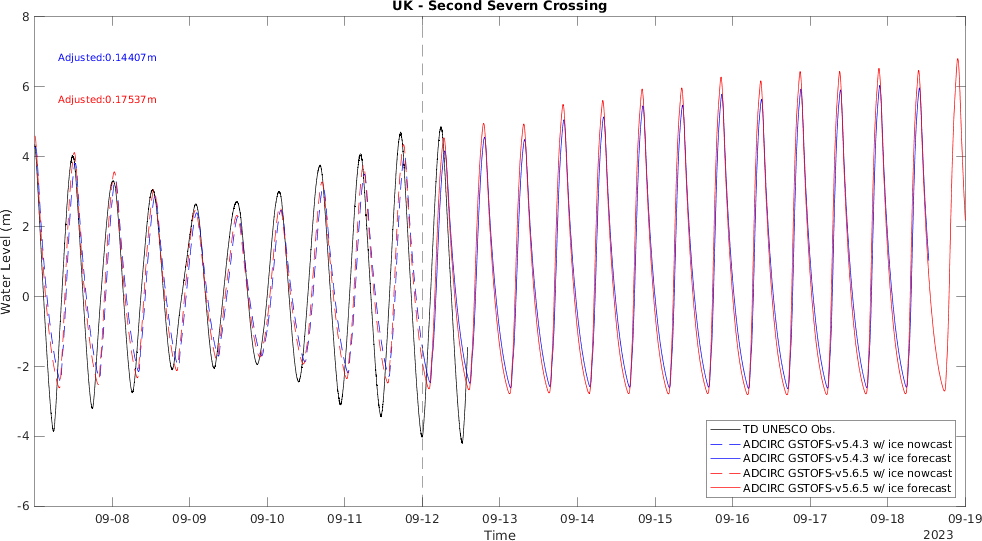 UK - Second Severn Crossing
8
6
4
2
0
-2
-4
-6
Water Level (m)
Adjusted:0.14407m
Adjusted:0.17537m
TD UNESCO Obs.
ADCIRC GSTOFS-v5.4.3 w/ ice nowcast
ADCIRC GSTOFS-v5.4.3 w/ ice forecast
ADCIRC GSTOFS-v5.6.5 w/ ice nowcast
ADCIRC GSTOFS-v5.6.5 w/ ice forecast
09-08 09-09 09-10 09-11 09-12 09-13 09-14 09-15 09-16 09-17 09-18 09-19
Time
2023